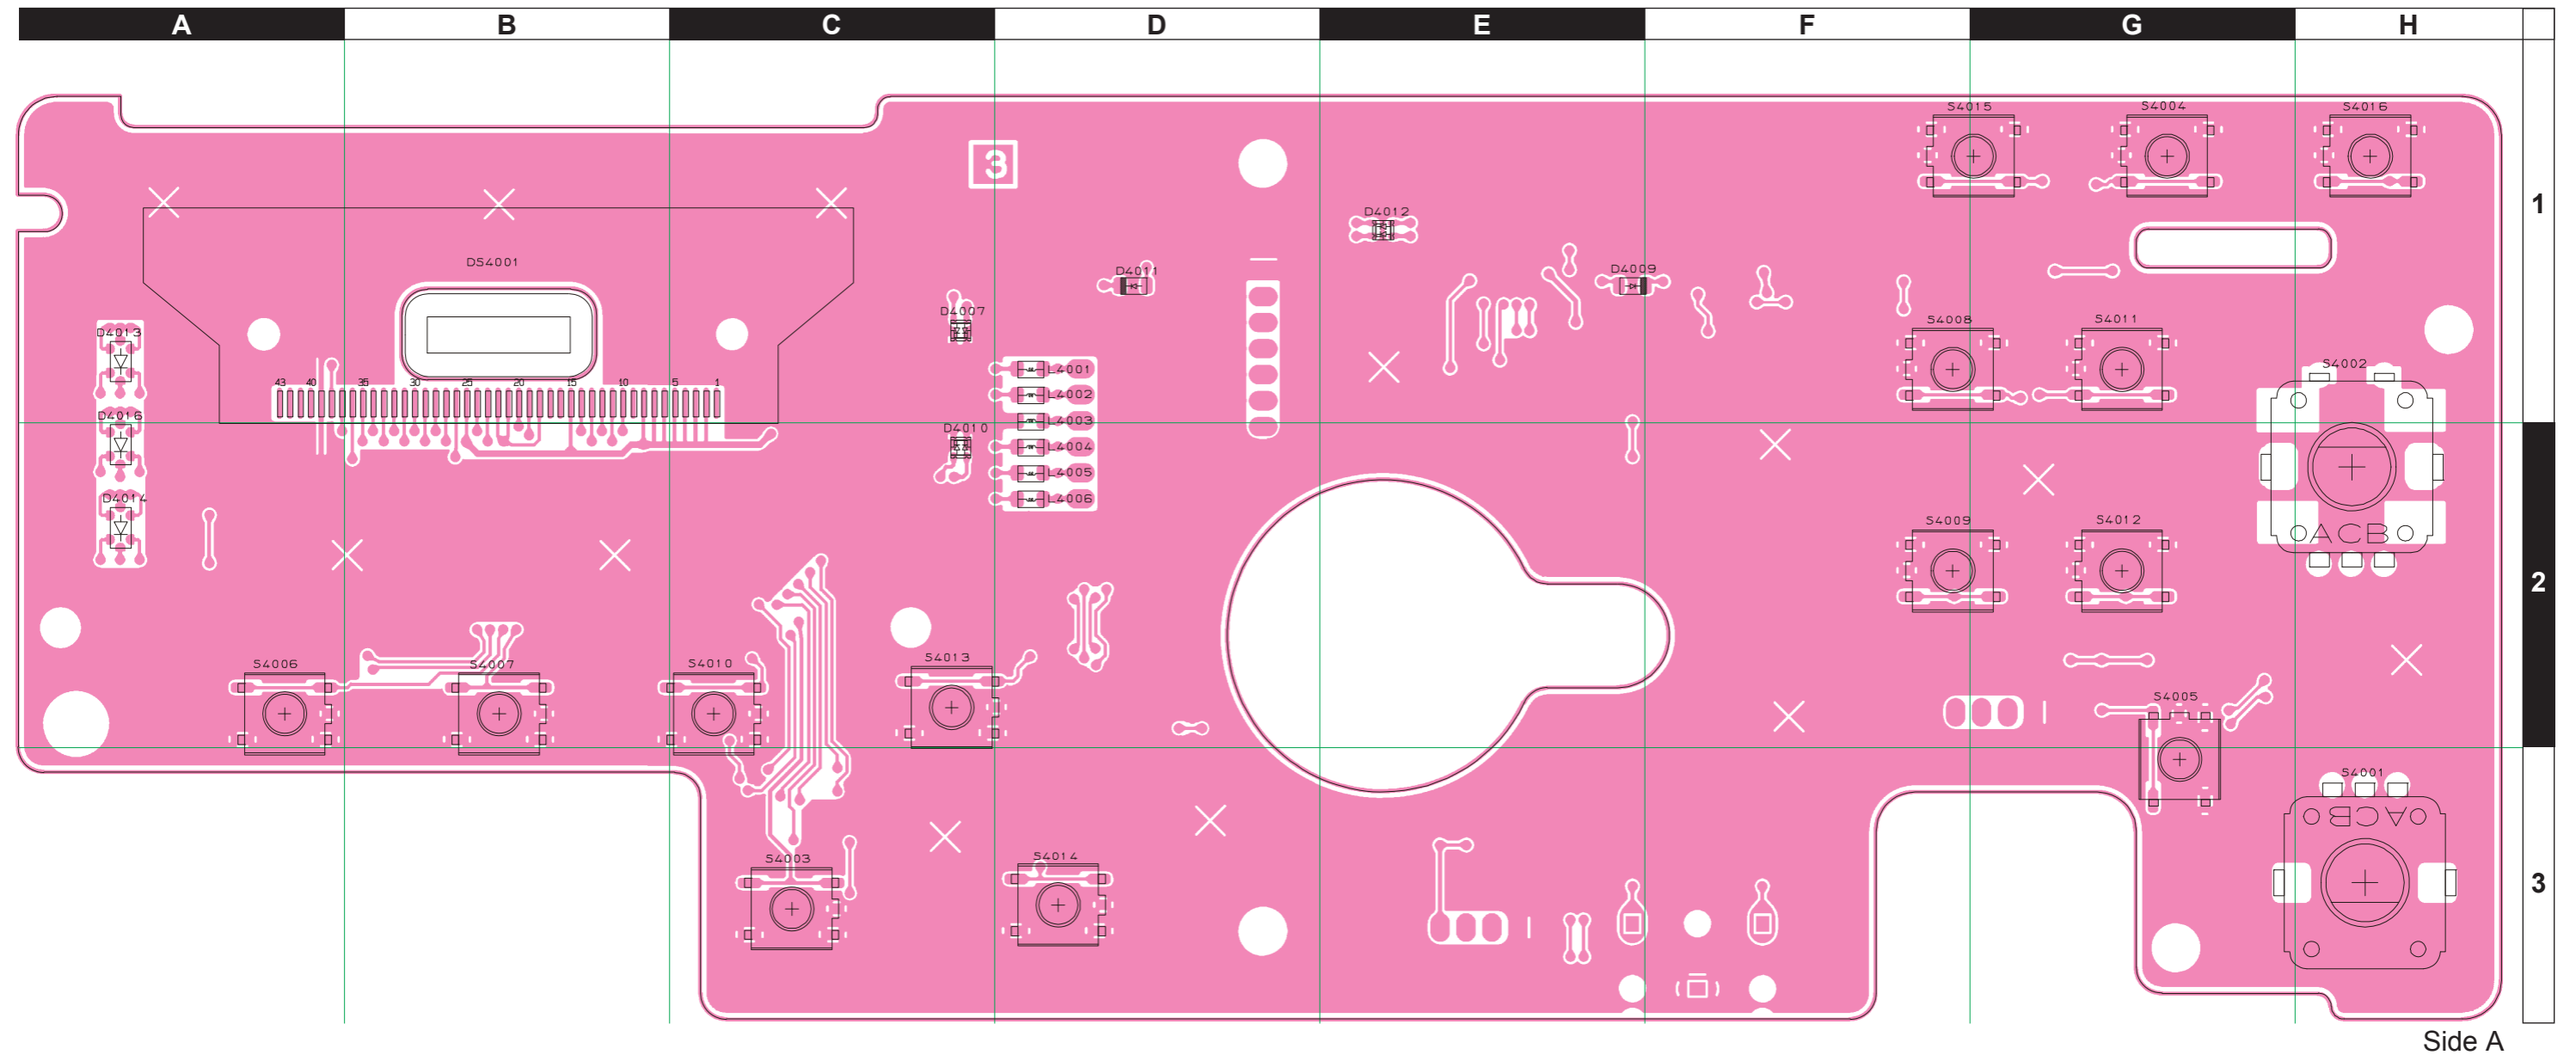 A B C D E F G H
S4015 S4004 S4016
3
1
D4012
DS4001
D4011 D4009
D4007
S4008 S4011
D4013
S4002
L4001
43 40 35 30 25 20 15 10 5 1
L4002
D4016
L4003
D4010
L4004
L4005
D4014 L4006
S4009 S4012
ACB
2
S4006 S4007 S4010 S4013
S4005
S4001
ACB
S4003 S4014
3
Side A